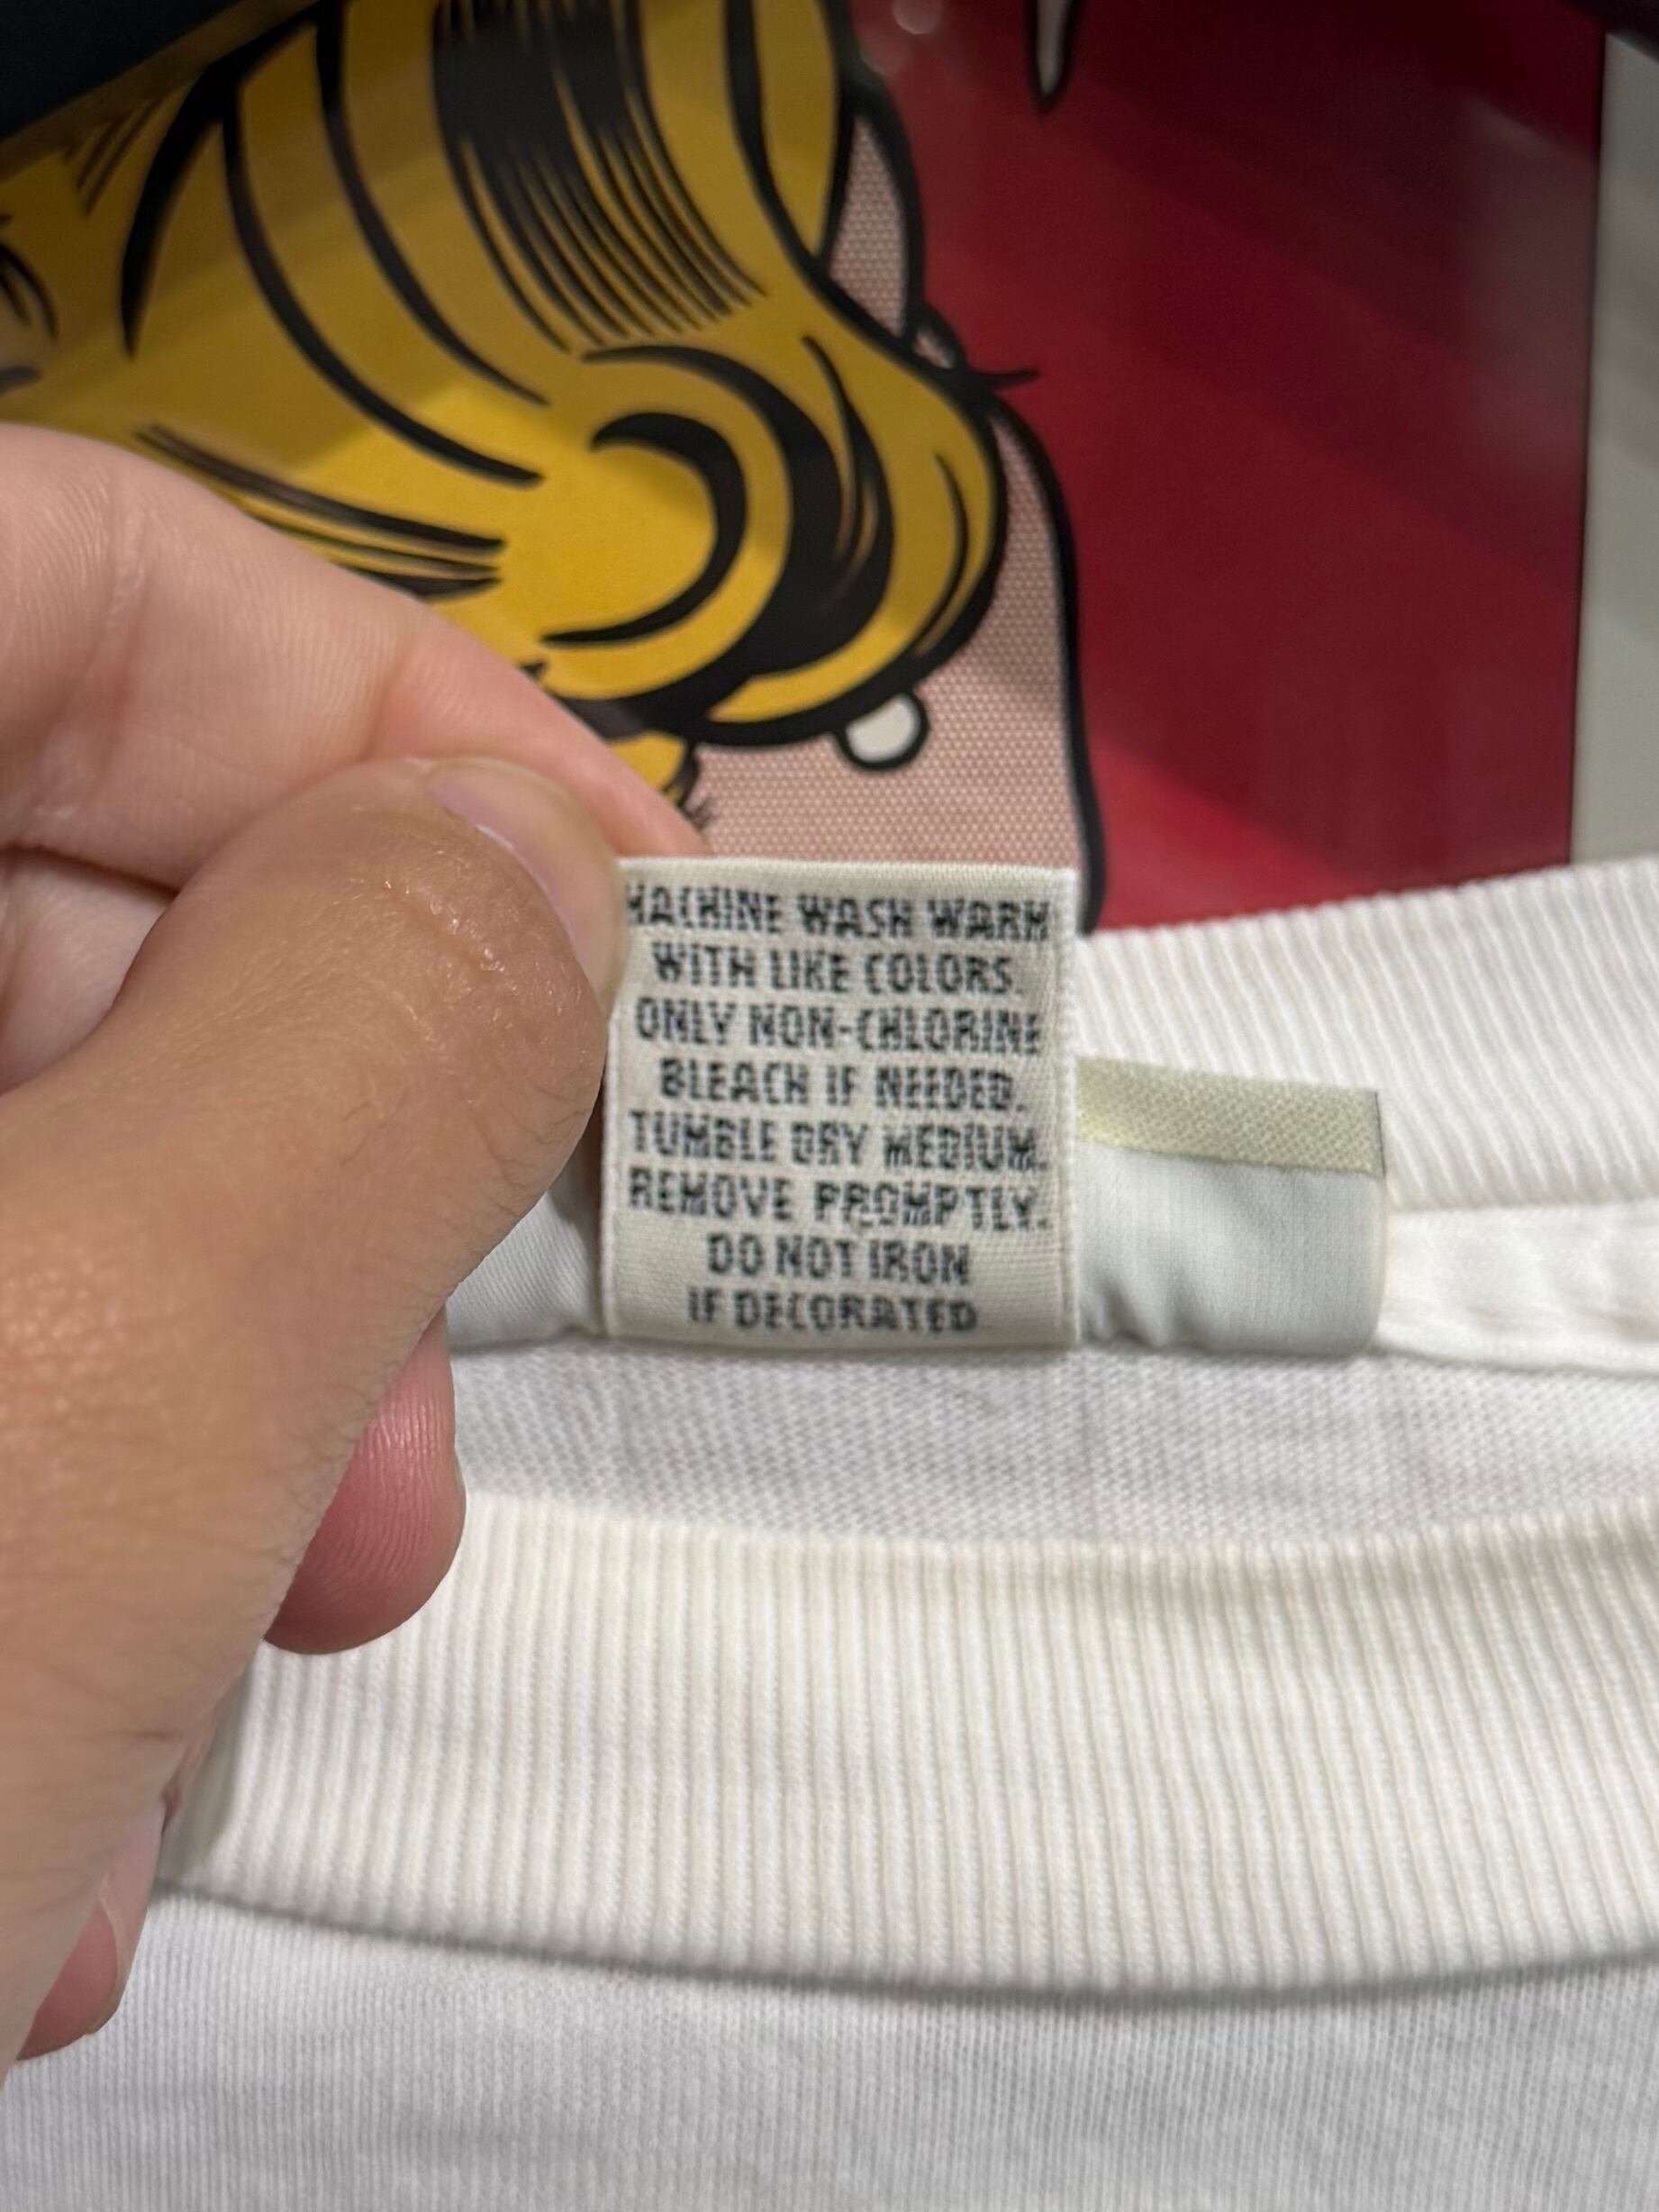 MACHINE WASH WARM
WITH LIKE COLORS.
ONLY NON-CHLORINE
BLEACH IF NEEDED.
TUMBLE DRY MEDIUM.
REMOVE PROMPTLY.
DO NOT IRON
IF DECORATED